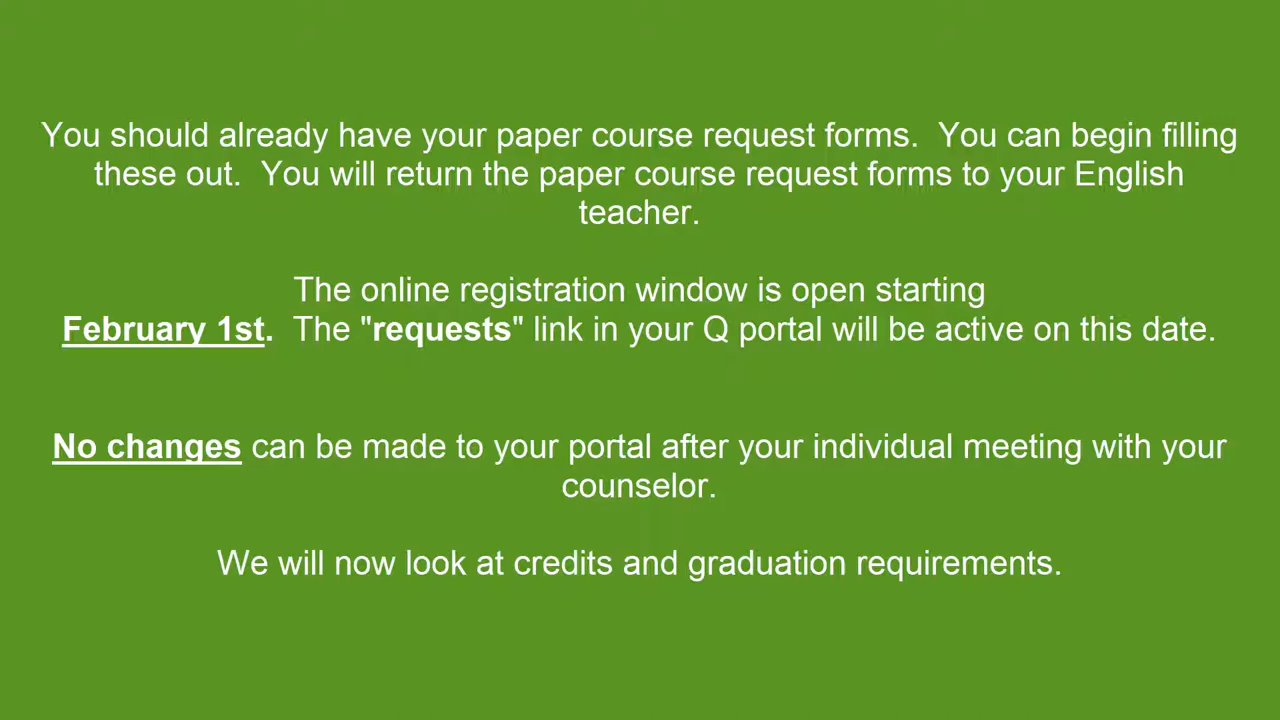 You should already have your paper course request forms.  You can begin filling
these out.  You will return the paper course request forms to your English
teacher.
The online registration window is open starting
February 1st.  The "requests" link in your Q portal will be active on this date.
No changes can be made to your portal after your individual meeting with your
counselor.
We will now look at credits and graduation requirements.